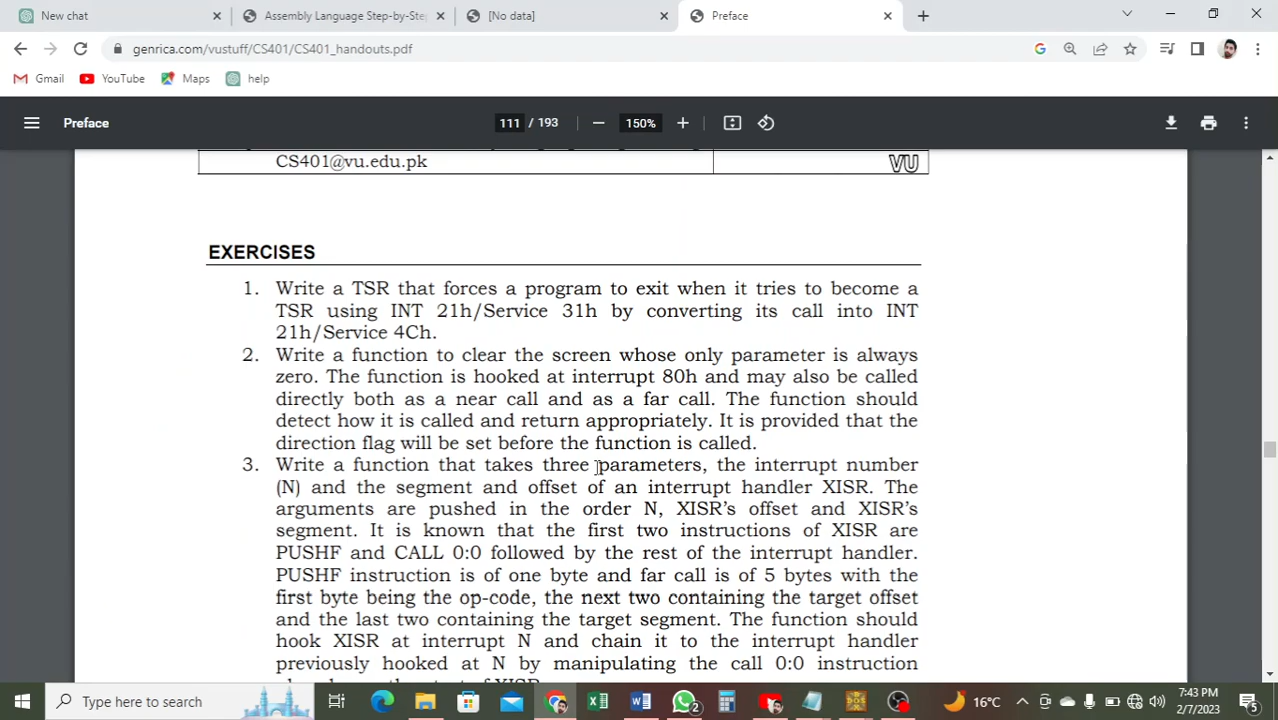 New chat
Assembly Language Step-by-Step
[No data]
Preface
genrica.com/vustuff/CS401/CS401_handouts.pdf
Gmail
YouTube
Maps
help
Preface
111 / 193
150%
CS401@vu.edu.pk
VU
EXERCISES
1. Write a TSR that forces a program to exit when it tries to become a
TSR using INT 21h/Service 31h by converting its call into INT
21h/Service 4Ch.
2. Write a function to clear the screen whose only parameter is always
zero. The function is hooked at interrupt 80h and may also be called
directly both as a near call and as a far call. The function should
detect how it is called and return appropriately. It is provided that the
direction flag will be set before the function is called.
3. Write a function that takes three parameters, the interrupt number
(N) and the segment and offset of an interrupt handler XISR. The
arguments are pushed in the order N, XISR's offset and XISR's
segment. It is known that the first two instructions of XISR are
PUSHF and CALL 0:0 followed by the rest of the interrupt handler.
PUSHF instruction is of one byte and far call is of 5 bytes with the
first byte being the op-code, the next two containing the target offset
and the last two containing the target segment. The function should
hook XISR at interrupt N and chain it to the interrupt handler
previously hooked at N by manipulating the call 0:0 instruction
Type here to search
2
16°C
7:43 PM
2/7/2023
5